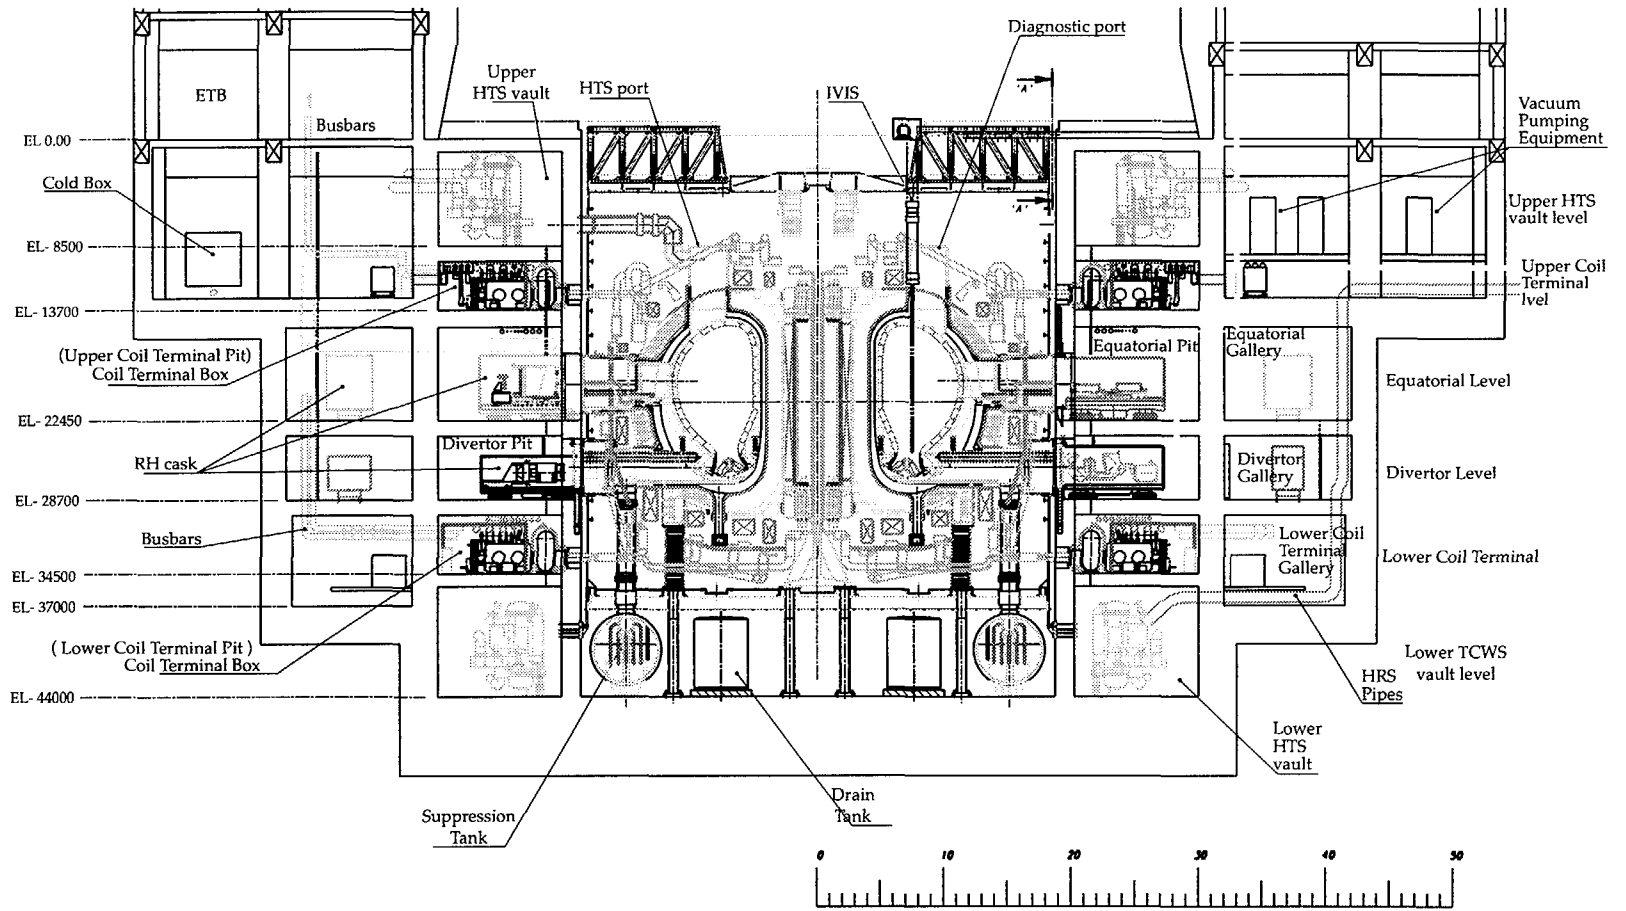 Diagnostic port
Upper
HTS vault
HTS port
IVIS
'A'
ETB
Busbars
Vacuum
Pumping
Equipment
EL 0.00
Cold Box
'A'
Upper HTS
vault level
EL- 8500
Upper Coil
Terminal
lvel
EL- 13700
(Upper Coil Terminal Pit)
Coil Terminal Box
Equatorial Pit
Equatorial
Gallery
Equatorial Level
EL- 22450
Divertor Pit
RH cask
Divertor
Gallery
Divertor Level
EL- 28700
Busbars
Lower Coil
Terminal
Gallery
Lower Coil Terminal
EL- 34500
EL- 37000
( Lower Coil Terminal Pit )
Coil Terminal Box
Lower TCWS
vault level
HRS
Pipes
EL- 44000
Lower
HTS
vault
Suppression
Tank
Drain
Tank
0 10 20 30 40 50